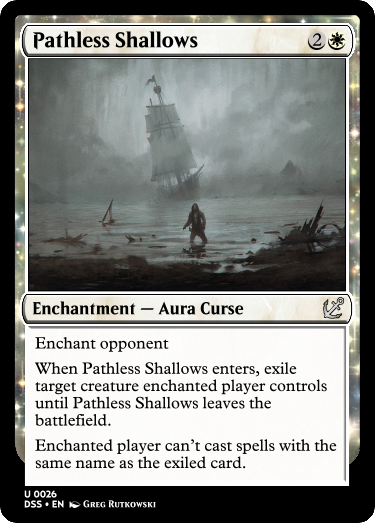 Pathless Shallows 2
Enchantment — Aura Curse
Enchant opponent
When Pathless Shallows enters, exile
target creature enchanted player controls
until Pathless Shallows leaves the
battlefield.
Enchanted player can't cast spells with the
same name as the exiled card.
U 0026
DSS • EN Greg Rutkowski